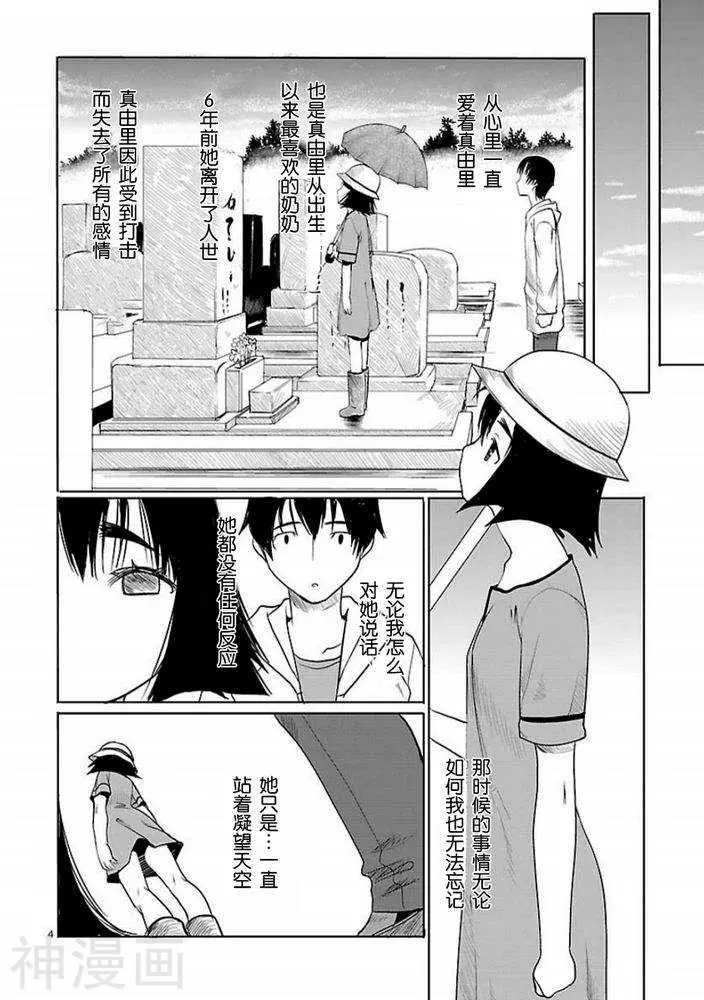 从心里一直
爱着真由里
也是真由里从出生
以来最喜欢的奶奶
6年前她离开了人世
真由里因此受到打击
而失去了所有的感情
那时候的事情无论
如何我也无法忘记
无论我怎么
对她说话
她都没有任何反应
她只是…一直
站着凝望天空
4
神漫画